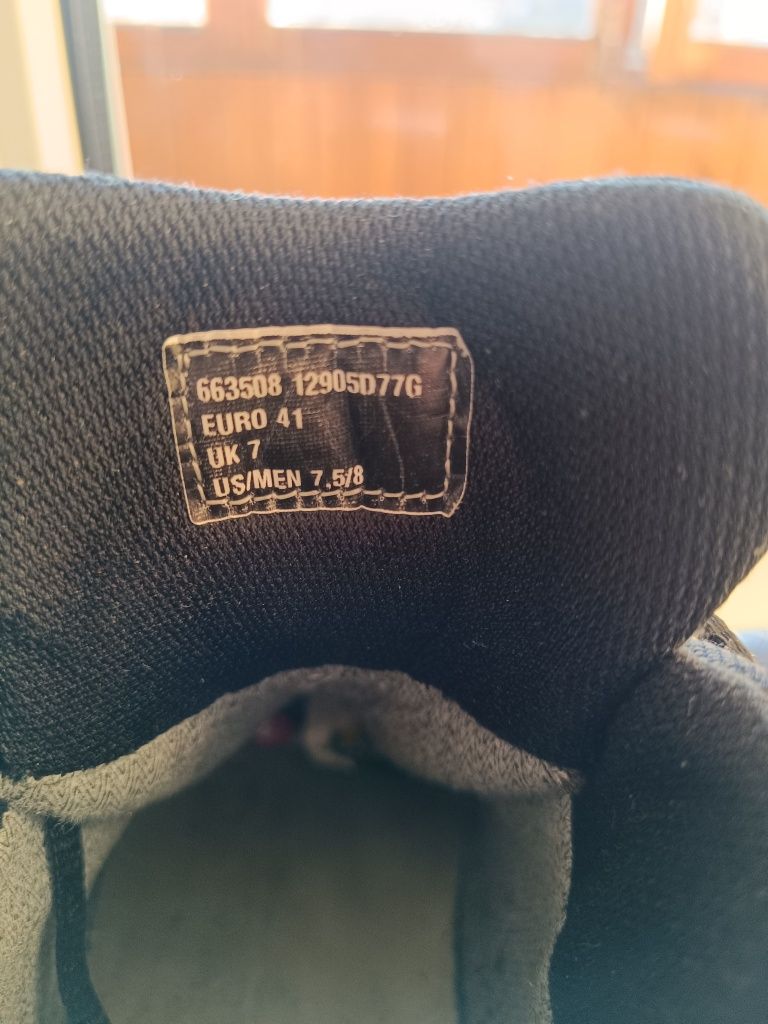 663508 12905D77G
EURO 41
UK 7
US/MEN 7.5/8